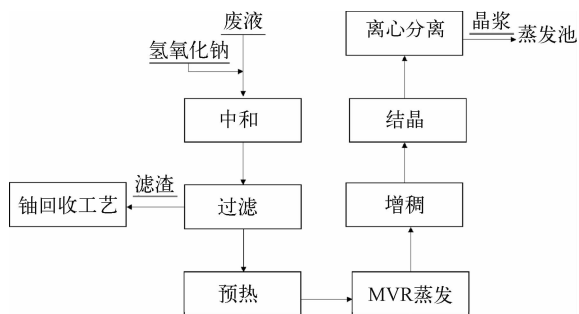 废液
氢氧化钠
中和
滤渣
铀回收工艺
过滤
预热
MVR蒸发
增稠
结晶
离心分离
晶浆
蒸发池